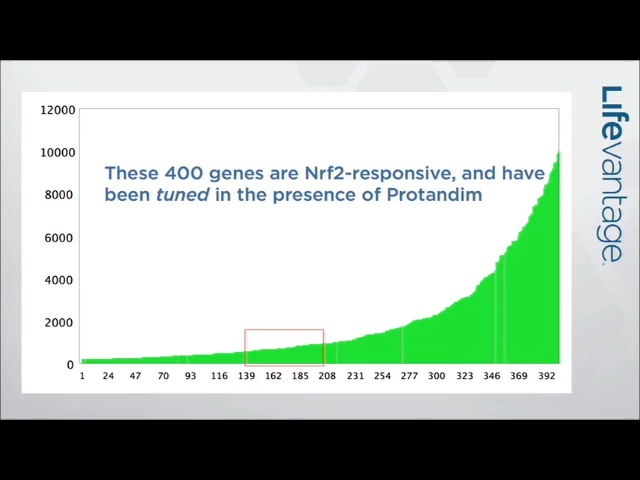 12000
10000
8000
6000
4000
2000
0
These 400 genes are Nrf2-responsive, and have
been tuned in the presence of Protandim
1 24 47 70 93 116 139 162 185 208 231 254 277 300 323 346 369 392
Lifevantage.